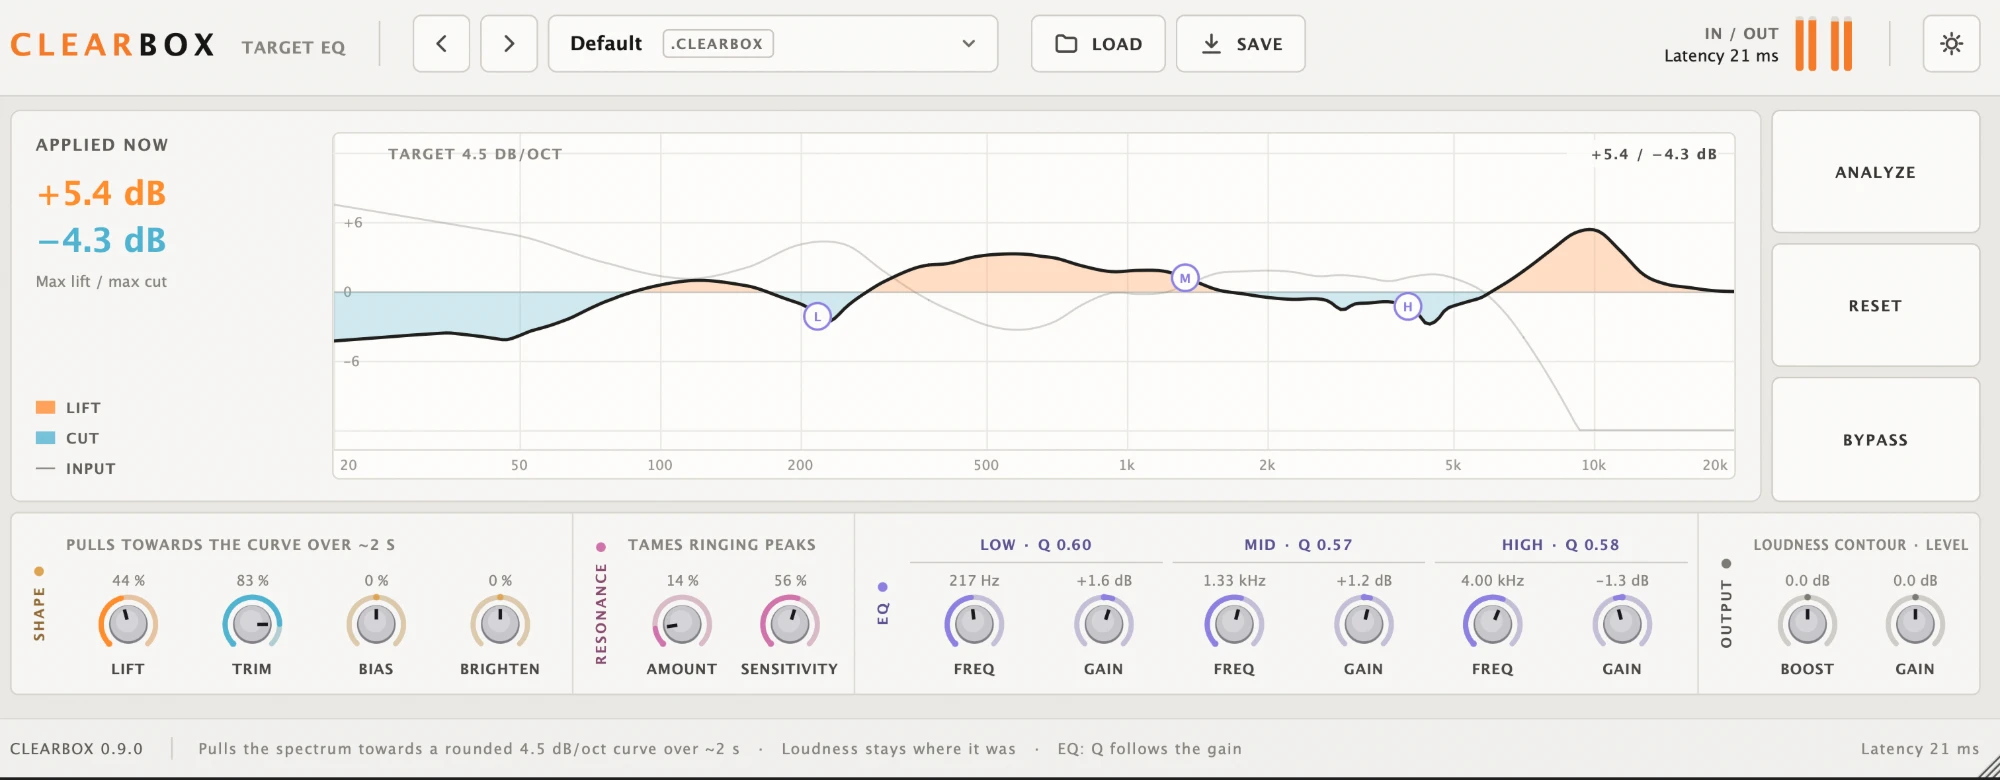 CLEARBOX TARGET EQ
Default .CLEARBOX
LOAD
SAVE
IN / OUT
Latency 21 ms
APPLIED NOW
+5.4 dB
−4.3 dB
Max lift / max cut
LIFT
CUT
INPUT
TARGET 4.5 DB/OCT
+5.4 / −4.3 dB
+6
0
−6
20 50 100 200 500 1k 2k 5k 10k 20k
L
M
H
ANALYZE
RESET
BYPASS
SHAPE
PULLS TOWARDS THE CURVE OVER ~2 S
44 % 83 % 0 % 0 %
LIFT TRIM BIAS BRIGHTEN
RESONANCE
TAMES RINGING PEAKS
14 % 56 %
AMOUNT SENSITIVITY
EQ
LOW · Q 0.60
217 Hz +1.6 dB
FREQ GAIN
MID · Q 0.57
1.33 kHz +1.2 dB
FREQ GAIN
HIGH · Q 0.58
4.00 kHz −1.3 dB
FREQ GAIN
OUTPUT
LOUDNESS CONTOUR · LEVEL
0.0 dB 0.0 dB
BOOST GAIN
CLEARBOX 0.9.0
Pulls the spectrum towards a rounded 4.5 dB/oct curve over ~2 s · Loudness stays where it was · EQ: Q follows the gain
Latency 21 ms